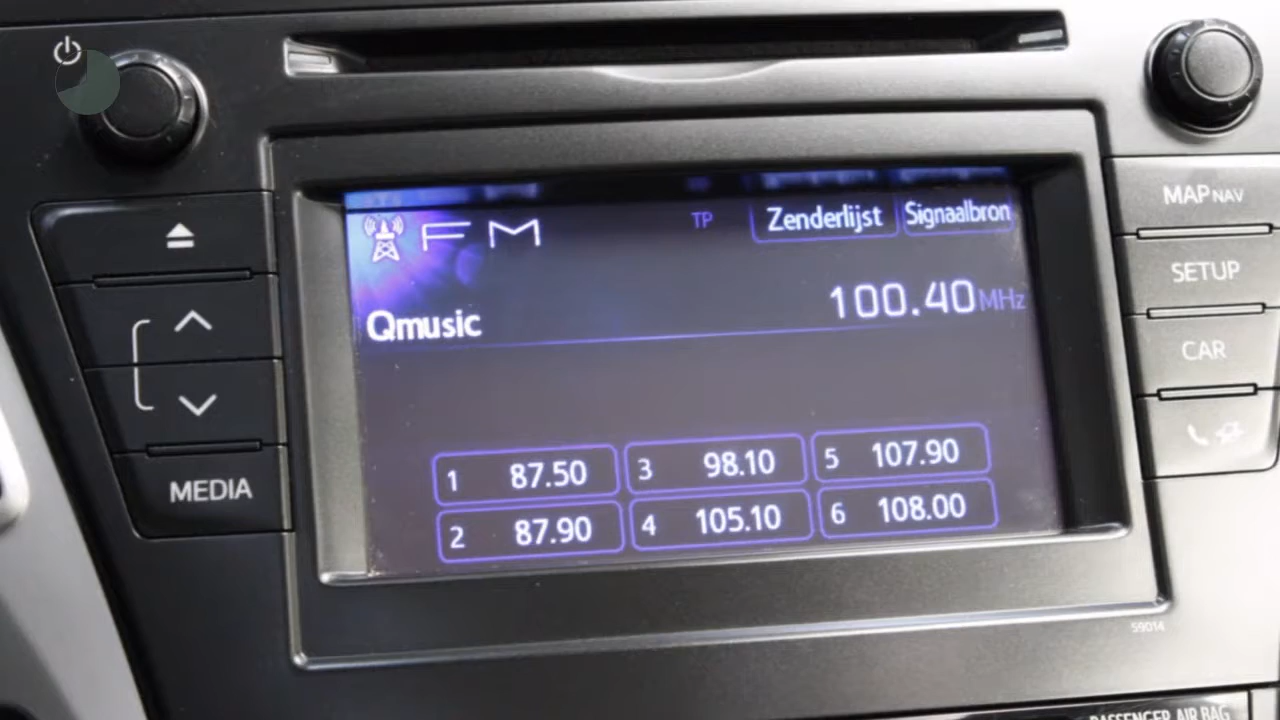 FM
TP
Zenderlijst
Signaalbron
Qmusic
100.40 MHz
1 87.50
3 98.10
5 107.90
2 87.90
4 105.10
6 108.00
MEDIA
MAP NAV
SETUP
CAR
59014
PASSENGER AIR BAG